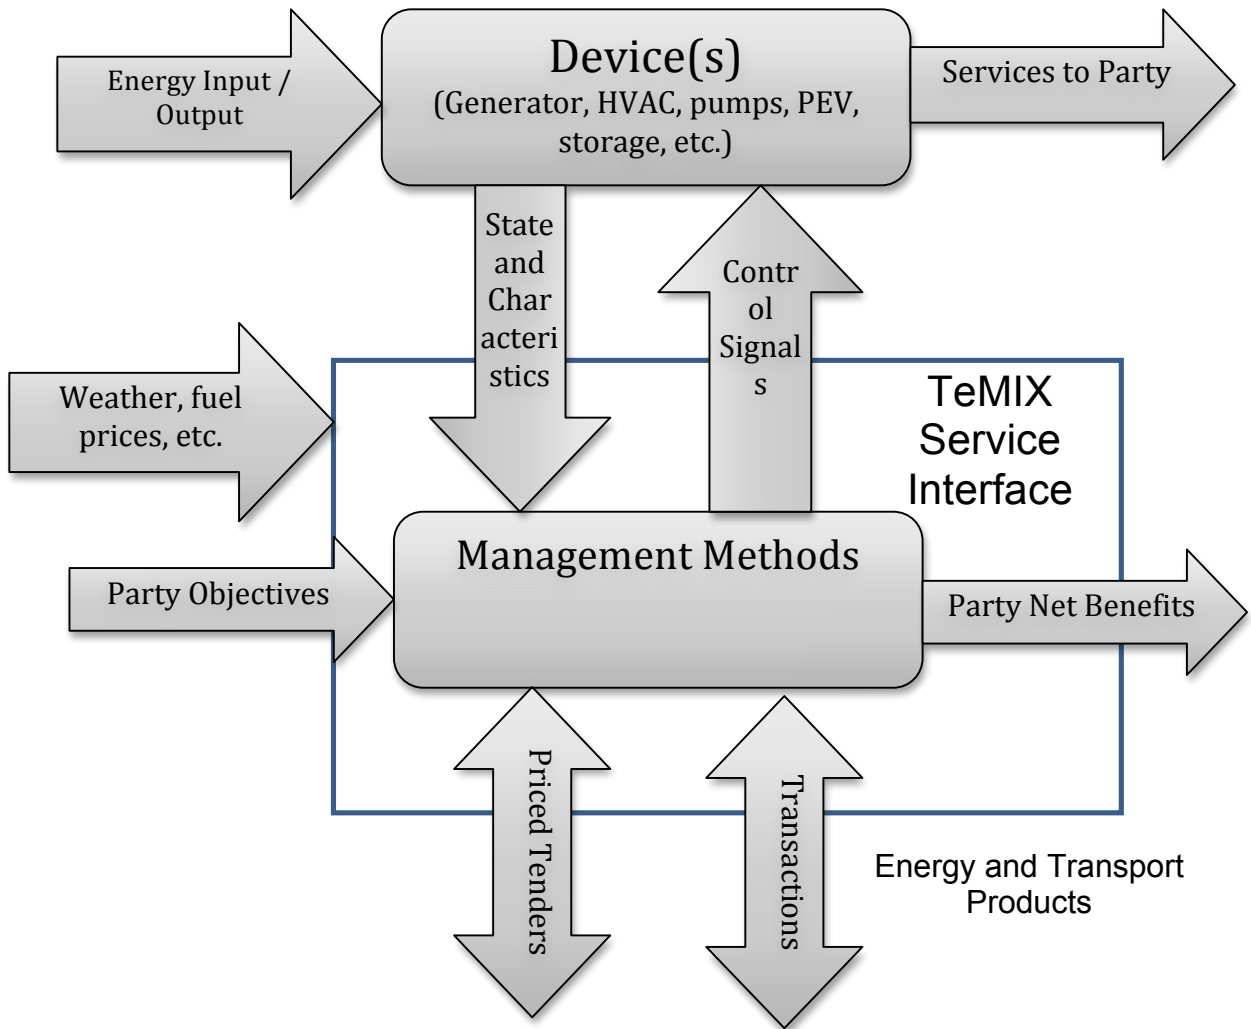 Energy Input /
Output
Device(s)
(Generator, HVAC, pumps, PEV,
storage, etc.)
Services to Party
State
and
Char
acteri
stics
Contr
ol
Signal
s
Weather, fuel
prices, etc.
TeMIX
Service
Interface
Party Objectives
Management Methods
Party Net Benefits
Priced Tenders
Transactions
Energy and Transport
Products